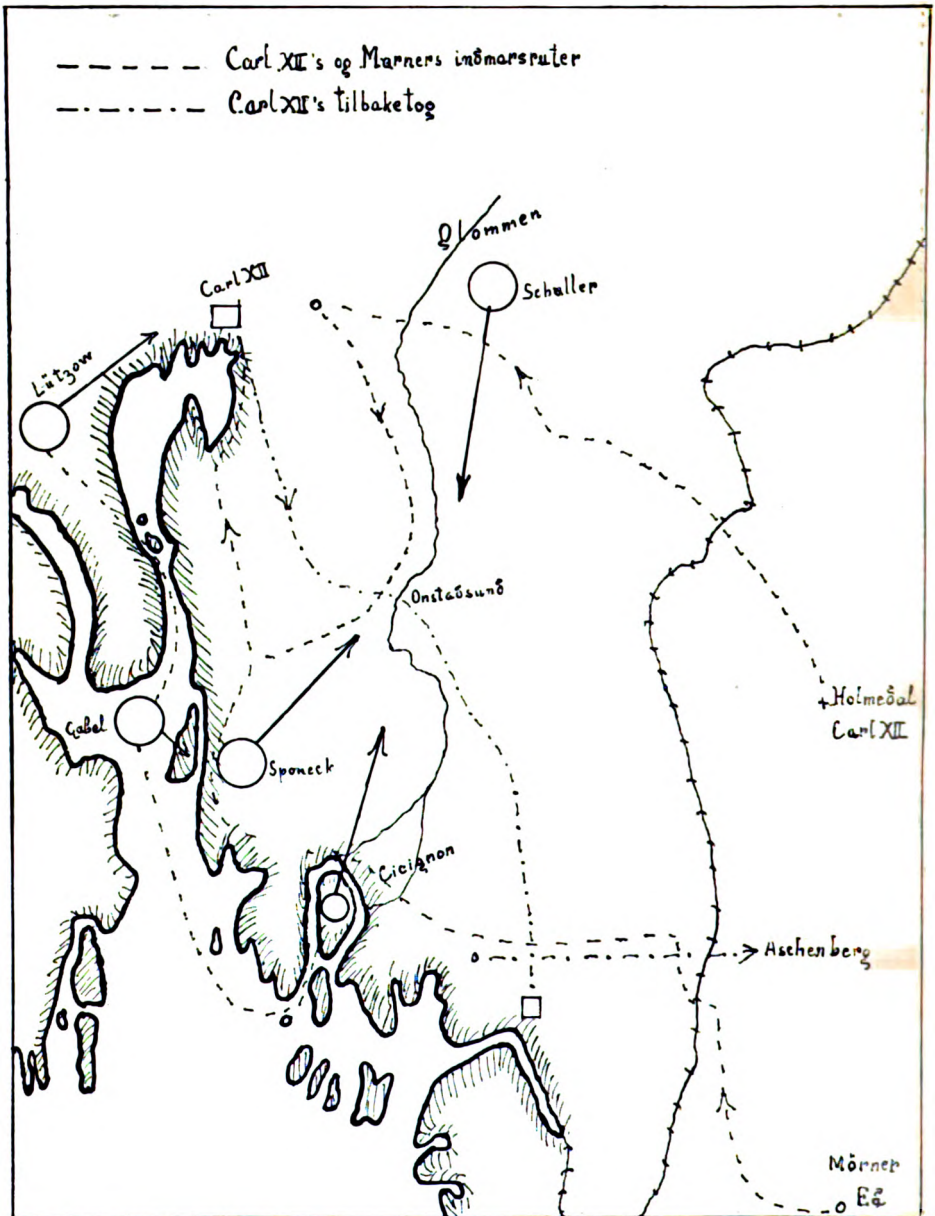 Carl XII's og Mørners indmarsruter
Carl XII's tilbaketog
Glommen
Carl XII
Schuller
Lützow
Onstadsund
Holmedal
Carl XII
Gabel
Sponeck
Cicignon
Aschenberg
Mörner
Ed